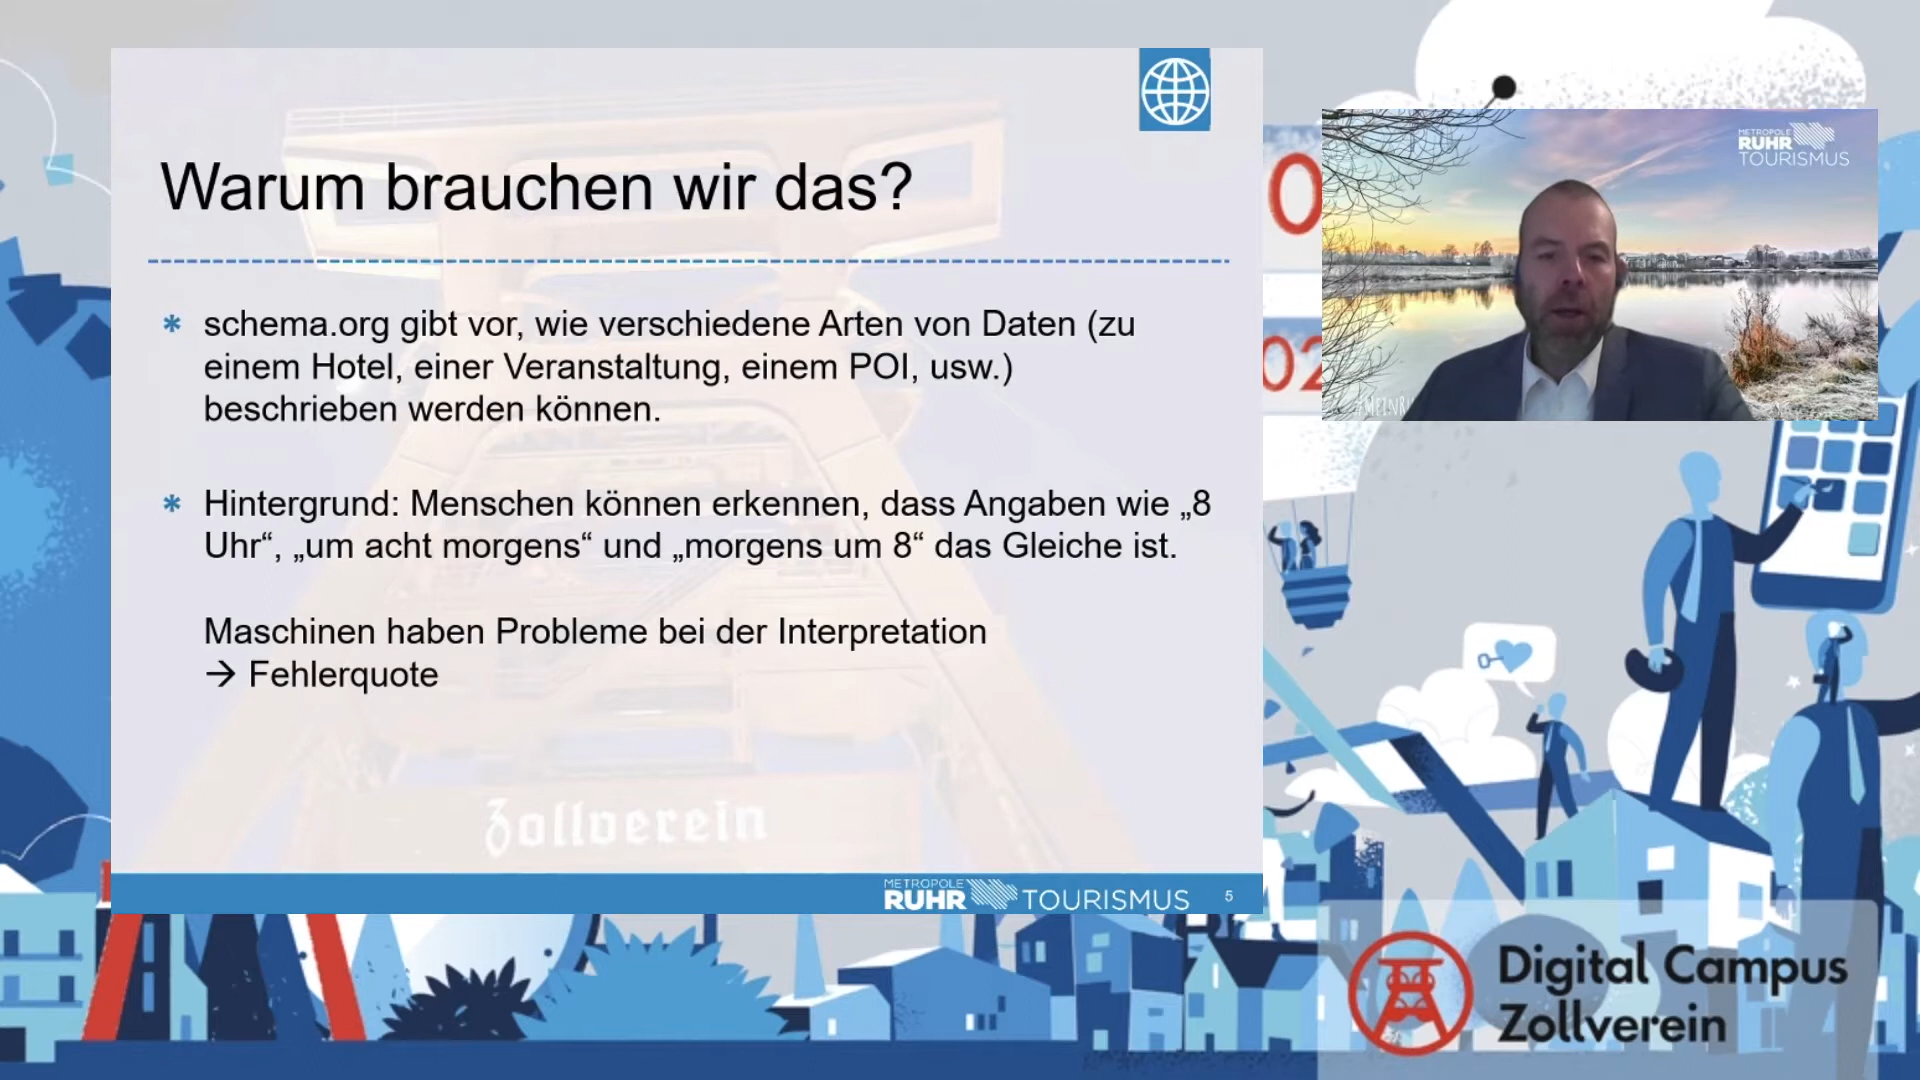 Warum brauchen wir das?
* schema.org gibt vor, wie verschiedene Arten von Daten (zu
einem Hotel, einer Veranstaltung, einem POI, usw.)
beschrieben werden können.
* Hintergrund: Menschen können erkennen, dass Angaben wie „8
Uhr“, „um acht morgens“ und „morgens um 8“ das Gleiche ist.
Maschinen haben Probleme bei der Interpretation
→ Fehlerquote
Zollverein
METROPOLE
RUHR TOURISMUS
5
METROPOLE
RUHR
TOURISMUS
Digital Campus
Zollverein